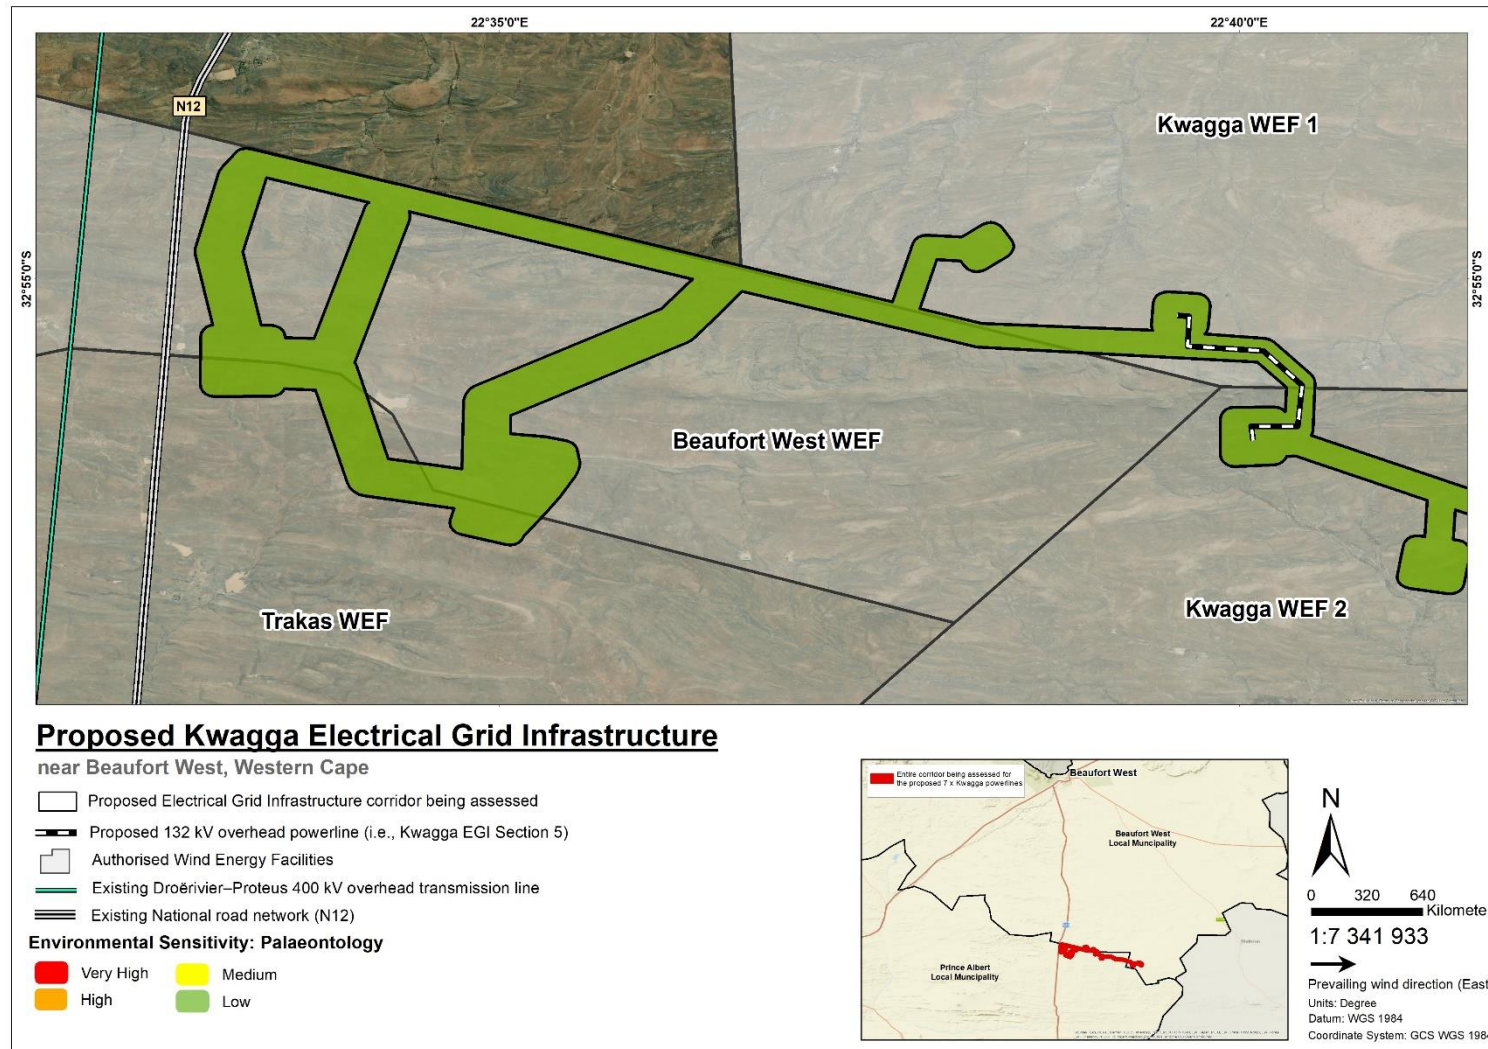 22°35'0"E
22°40'0"E
N12
Kwagga WEF 1
32°55'0"S
32°55'0"S
Beaufort West WEF
Trakas WEF
Kwagga WEF 2
Proposed Kwagga Electrical Grid Infrastructure
near Beaufort West, Western Cape
Proposed Electrical Grid Infrastructure corridor being assessed
Proposed 132 kV overhead powerline (i.e., Kwagga EGI Section 5)
Authorised Wind Energy Facilities
Existing Droërivier–Proteus 400 kV overhead transmission line
Existing National road network (N12)
Environmental Sensitivity: Palaeontology
Very High
Medium
High
Low
Entire corridor being assessed for
the proposed 7 x Kwagga powerlines
Beaufort West
Beaufort West
Local Muncipality
Prince Albert
Local Muncipality
N
0 320 640
Kilomete
1:7 341 933
Prevailing wind direction (East
Units: Degree
Datum: WGS 1984
Coordinate System: GCS WGS 1984